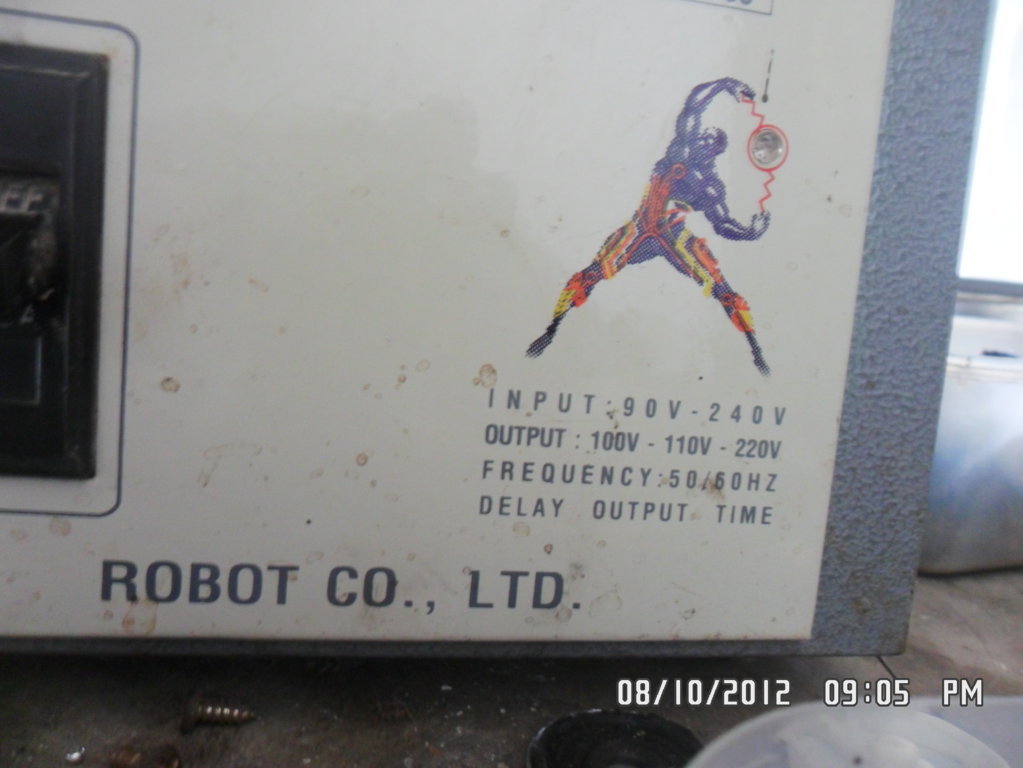 FF
INPUT:90V-240V
OUTPUT : 100V - 110V - 220V
FREQUENCY:50/60HZ
DELAY OUTPUT TIME
ROBOT CO., LTD.
08/10/2012 09:05 PM